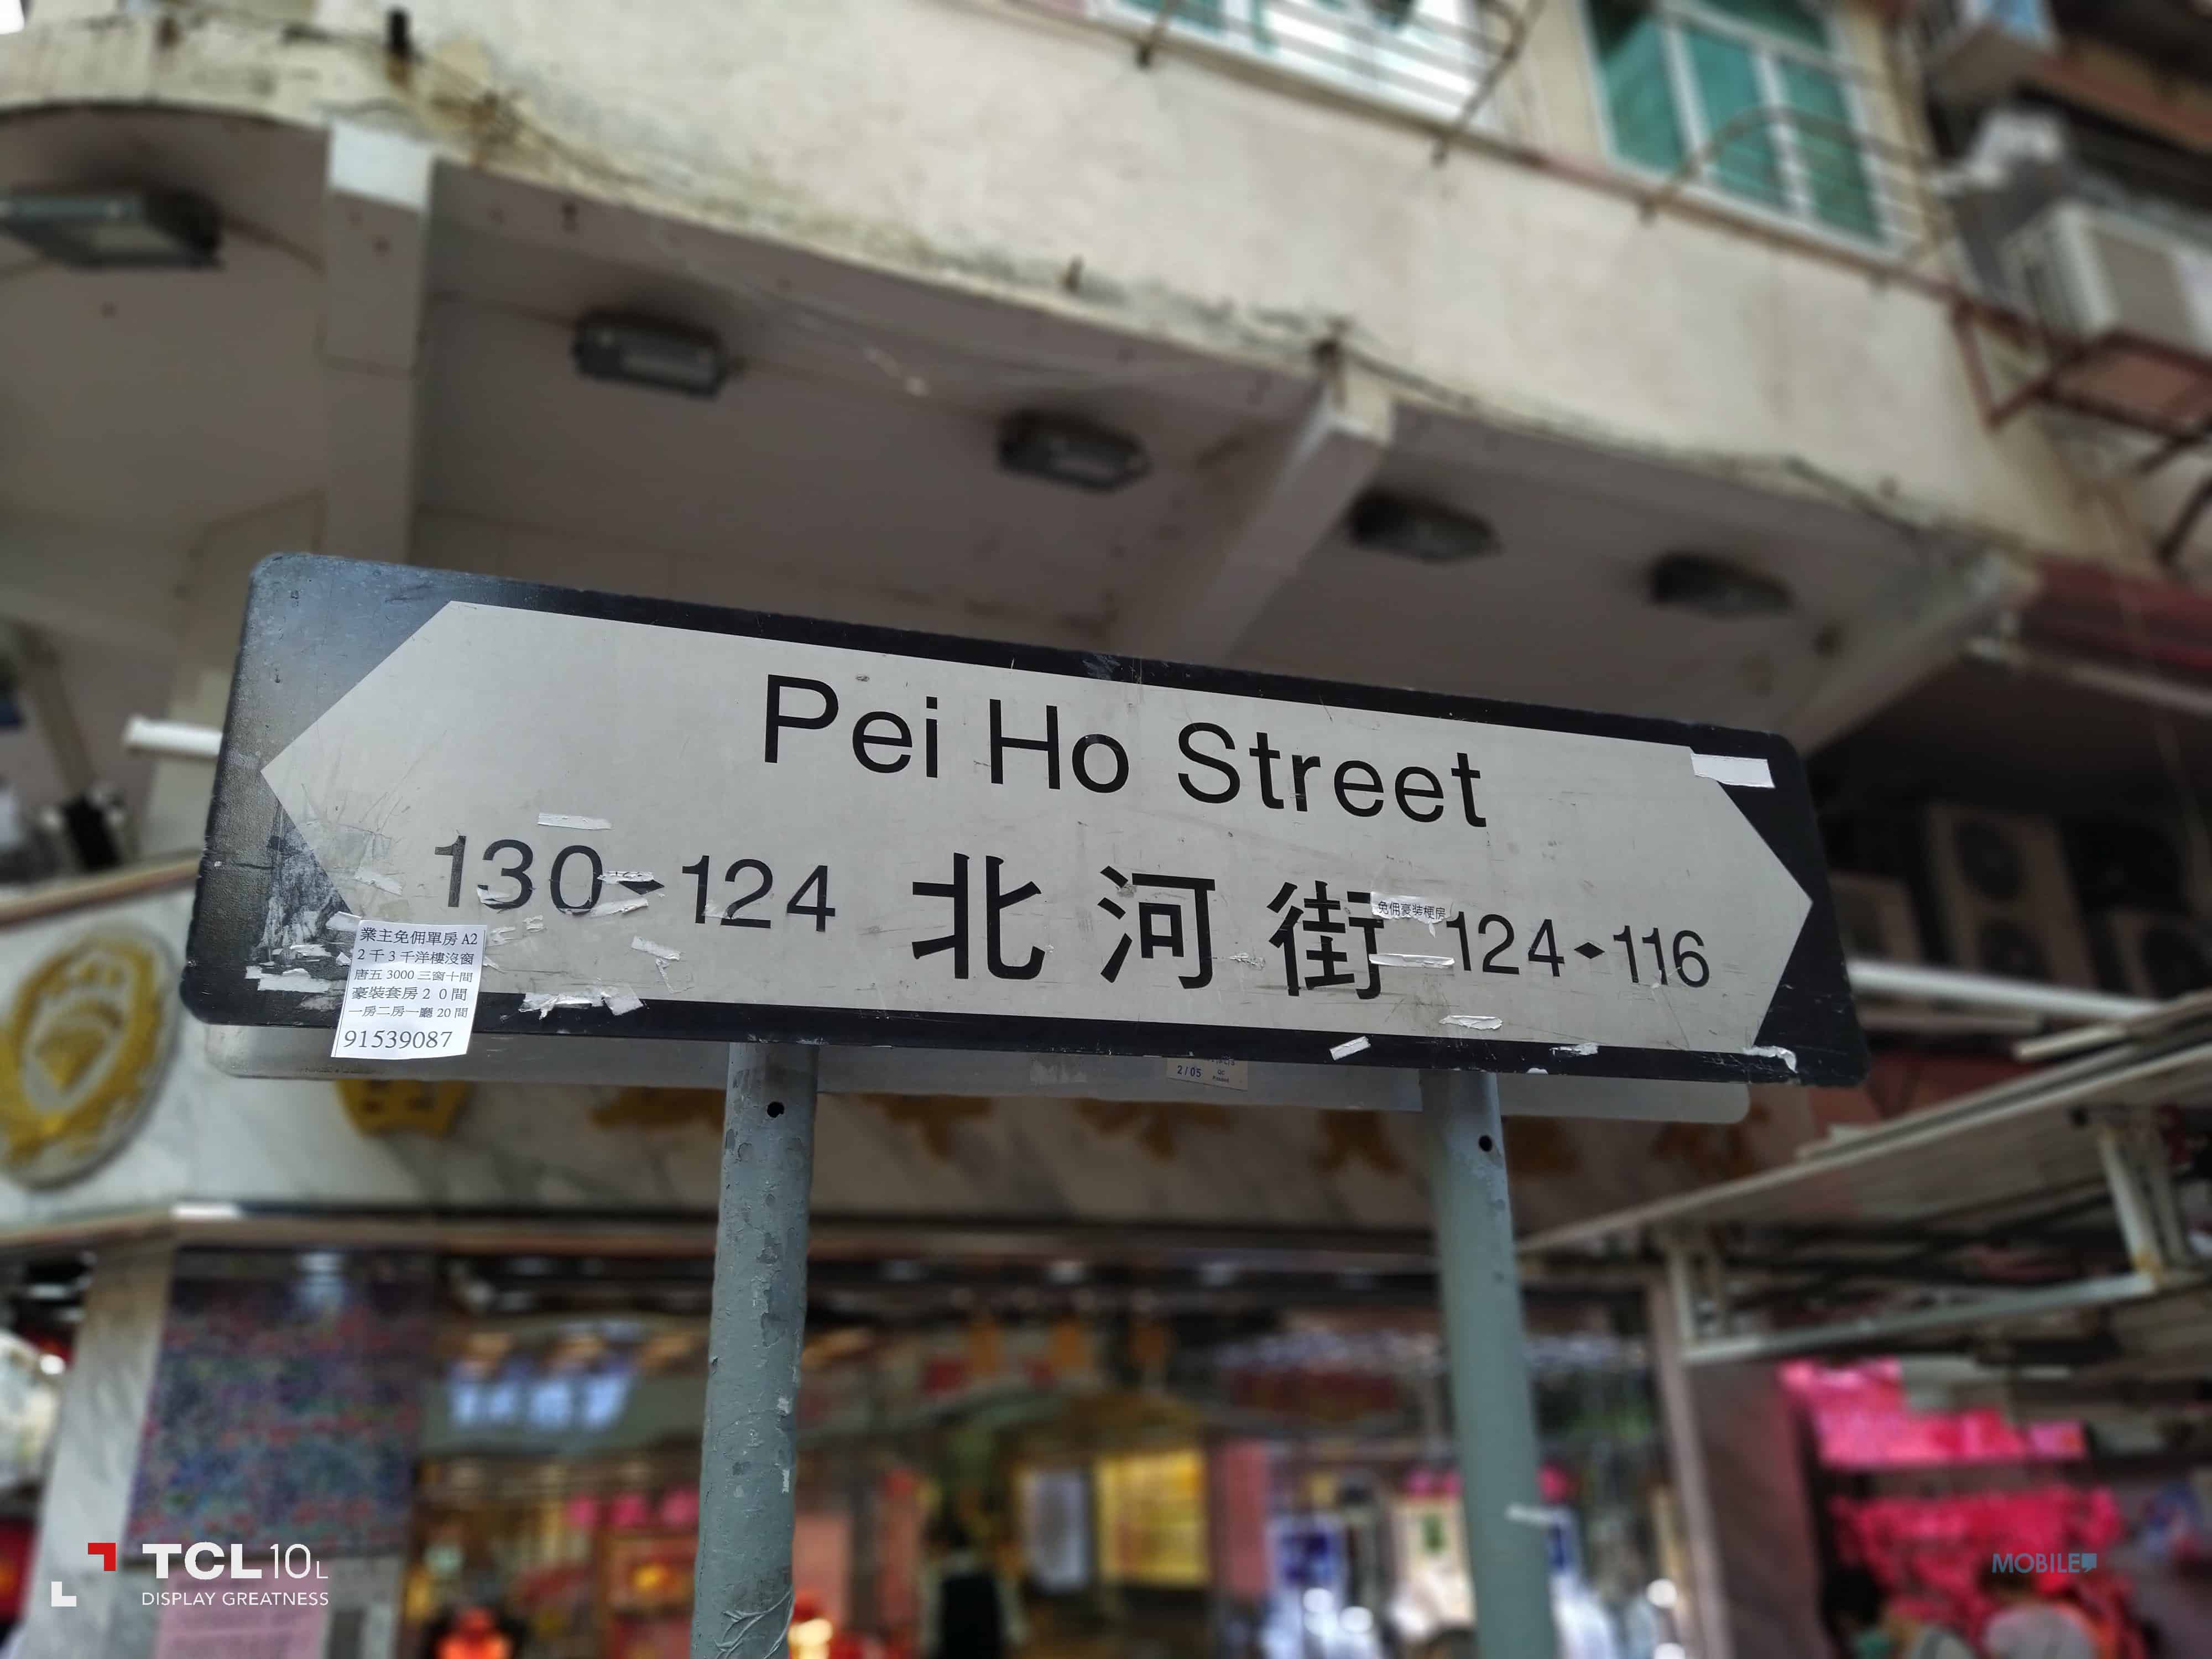 Pei Ho Street
130-124 北河街 124-116
免佣豪裝梗房
業主免佣單房 A2
2 千 3 千洋樓沒窗
唐五 3000 三窗十間
豪裝套房 2 0 間
一房二房一廳 20 間
91539087
2/05
TCL 10L
DISPLAY GREATNESS
MOBILE